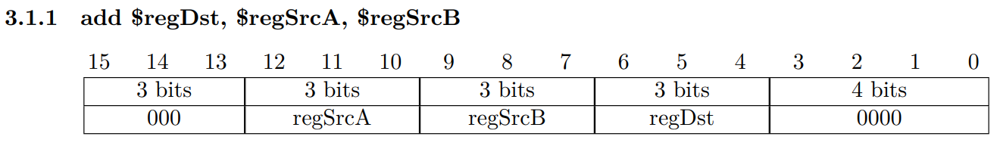 3.1.1 add $regDst, $regSrcA, $regSrcB
15 14 13 12 11 10 9 8 7 6 5 4 3 2 1 0
3 bits 3 bits 3 bits 3 bits 4 bits
000 regSrcA regSrcB regDst 0000